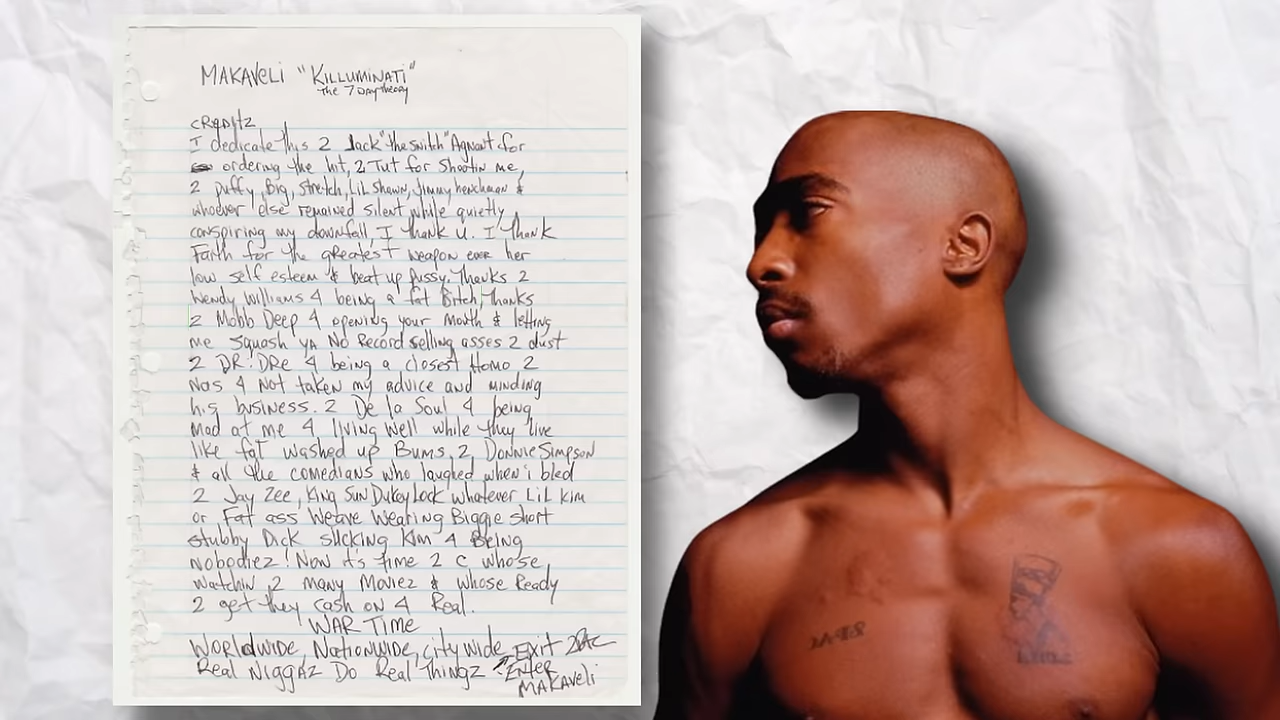 MAKAVELI "KILLUMINATI"
The 7 Day Theory
CREDITZ
I dedicate this 2 Jack "the snitch" Agnant for
ordering the hit, 2 Tut for shootin me,
2 Puffy, Big, Stretch, Lil Shawn, Jimmy henchman &
whoever else remained silent while quietly
conspiring my downfall, I thank u. I thank
Faith for the greatest weapon ever her
low self esteem & beat up pussy. Thanks 2
Wendy Williams 4 being a fat Bitch, Thanks
2 Mobb Deep 4 opening your mouth & letting
me squash ya No Record selling asses 2 dust
2 DR. DRe 4 being a closest Homo 2
Nas 4 Not taken my advice and minding
his business. 2 De la Soul 4 being
Mad at me 4 living well while they live
like fat washed up Bums, 2 Donnie Simpson
& all the comedians who laughed when i bled
2 Jay Zee, King Sun Dukey Lock whatever LiL Kim
or Fat ass Weave Wearing Biggie short
stubby Dick sucking Kim 4 Being
nobodiez! Now it's time 2 C whose
watchin 2 many Moviez & whose Ready
2 get they cash on 4 Real.
WAR TIME
Worldwide, Nationwide, city wide, Exit 2Pac
Real Niggaz Do Real Thingz Enter
MAKAVELi
2PAC